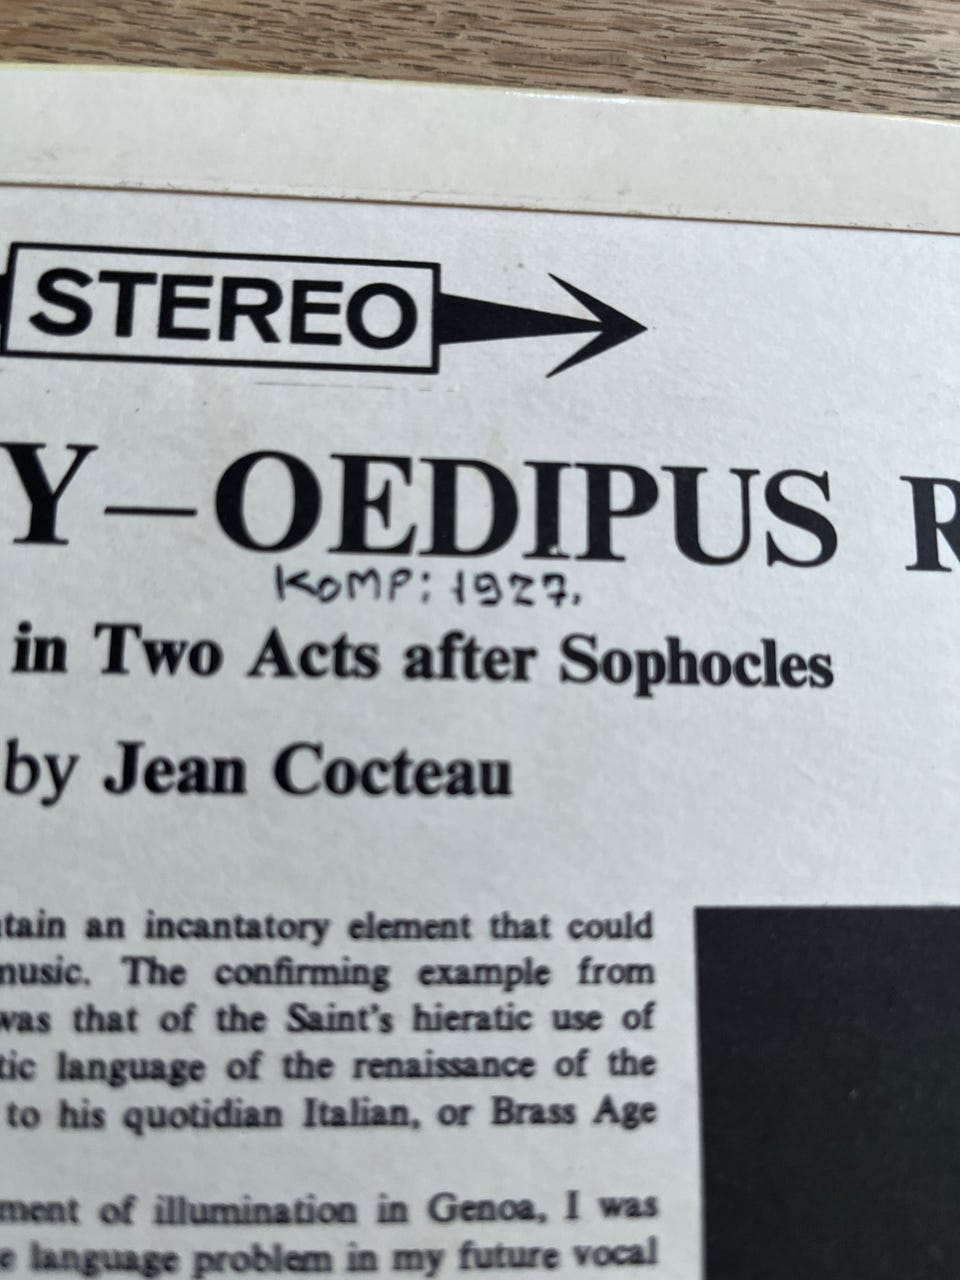 STEREO
Y—OEDIPUS R
KOMP: 1927.
in Two Acts after Sophocles
by Jean Cocteau
tain an incantatory element that could
music. The confirming example from
was that of the Saint's hieratic use of
tic language of the renaissance of the
to his quotidian Italian, or Brass Age
ment of illumination in Genoa, I was
e language problem in my future vocal